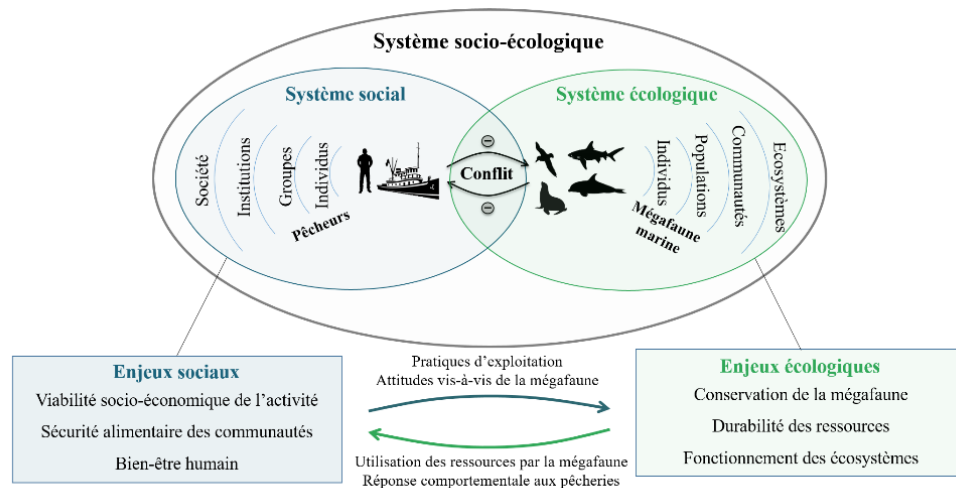 Système socio-écologique
Système social
Système écologique
Société
Institutions
Groupes
Individus
Pêcheurs
⊖
Conflit
⊖
Individus
Populations
Communautés
Ecosystèmes
Mégafaune
marine
Enjeux sociaux
Viabilité socio-économique de l’activité
Sécurité alimentaire des communautés
Bien-être humain
Pratiques d’exploitation
Attitudes vis-à-vis de la mégafaune
Utilisation des ressources par la mégafaune
Réponse comportementale aux pêcheries
Enjeux écologiques
Conservation de la mégafaune
Durabilité des ressources
Fonctionnement des écosystèmes